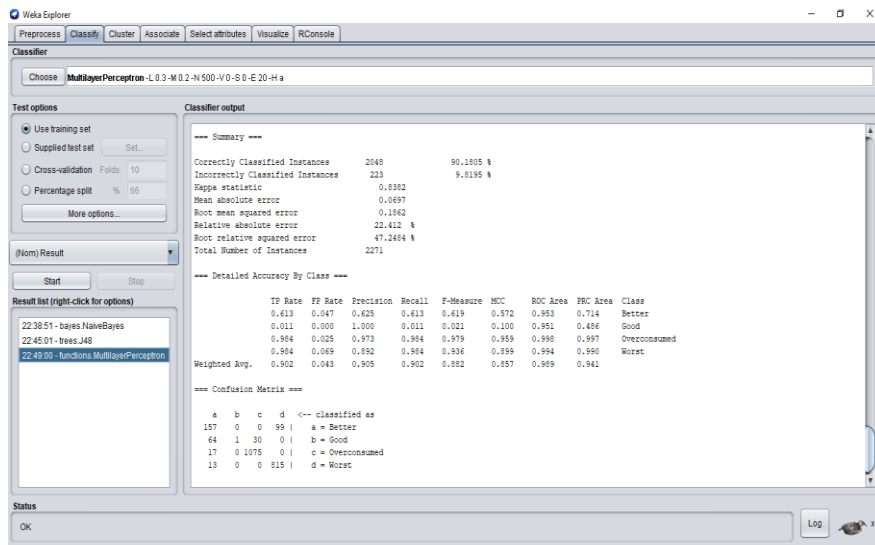 Weka Explorer
Preprocess Classify Cluster Associate Select attributes Visualize RConsole
Classifier
Choose MultilayerPerceptron -L 0.3 -M 0.2 -N 500 -V 0 -S 0 -E 20 -H a
Test options
Use training set
Supplied test set Set...
Cross-validation Folds 10
Percentage split % 66
More options...
(Nom) Result
Start Stop
Result list (right-click for options)
22:38:51 - bayes.NaiveBayes
22:45:01 - trees.J48
22:49:00 - functions.MultilayerPerceptron
Classifier output
=== Summary ===
Correctly Classified Instances 2048 90.1805 %
Incorrectly Classified Instances 223 9.8195 %
Kappa statistic 0.8382
Mean absolute error 0.0697
Root mean squared error 0.1862
Relative absolute error 22.412 %
Root relative squared error 47.2484 %
Total Number of Instances 2271
=== Detailed Accuracy By Class ===
TP Rate FP Rate Precision Recall F-Measure MCC ROC Area PRC Area Class
0.613 0.047 0.625 0.613 0.619 0.572 0.953 0.714 Better
0.011 0.000 1.000 0.011 0.021 0.100 0.951 0.486 Good
0.984 0.025 0.973 0.984 0.979 0.959 0.998 0.997 Overconsumed
0.984 0.069 0.892 0.984 0.936 0.899 0.994 0.990 Worst
Weighted Avg. 0.902 0.043 0.905 0.902 0.882 0.857 0.989 0.941
=== Confusion Matrix ===
a b c d <-- classified as
157 0 0 99 | a = Better
64 1 30 0 | b = Good
17 0 1075 0 | c = Overconsumed
13 0 0 815 | d = Worst
Status
OK
Log
x